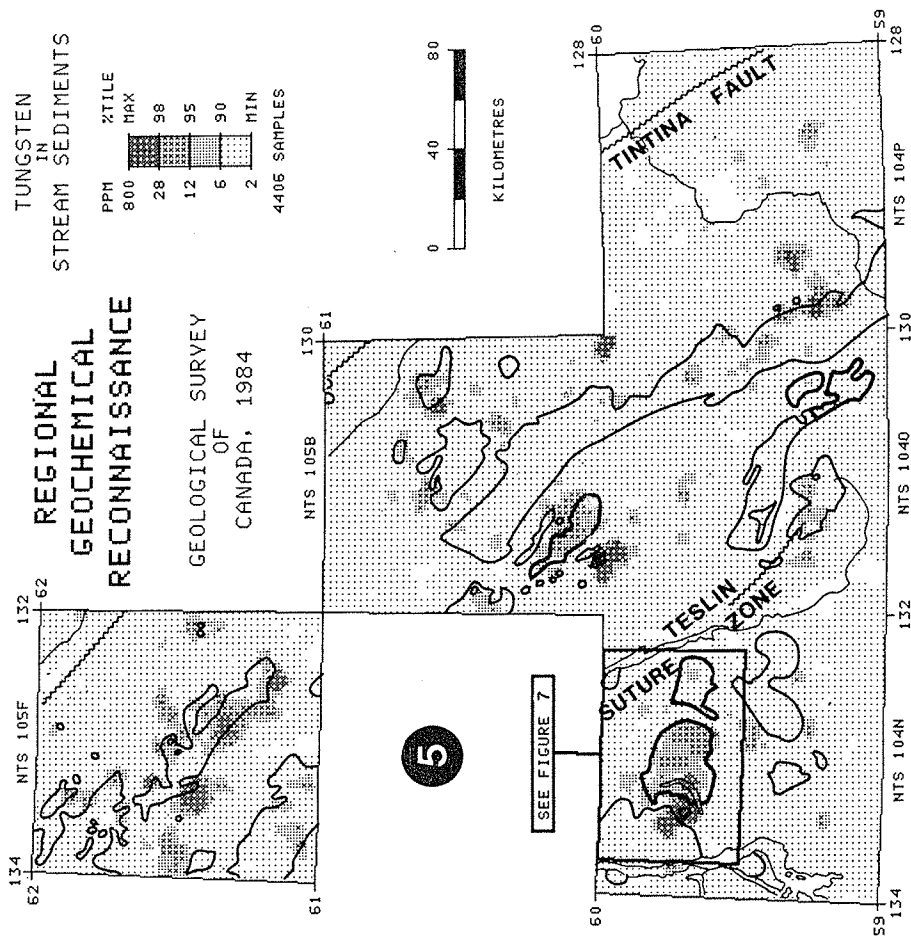 REGIONAL
GEOCHEMICAL
RECONNAISSANCE
GEOLOGICAL SURVEY
OF
CANADA, 1984
TUNGSTEN
IN
STREAM SEDIMENTS
PPM %TILE
800 MAX
28 98
12 95
6 90
2 MIN
4406 SAMPLES
0 40 80
KILOMETRES
134 NTS 105F 132
62 62
61
NTS 105B 130
61
5
SEE FIGURE 7
128
60 60
SUTURE
TESLIN
ZONE
TINTINA FAULT
59 59
134 NTS 104N 132 NTS 104O 130 NTS 104P 128